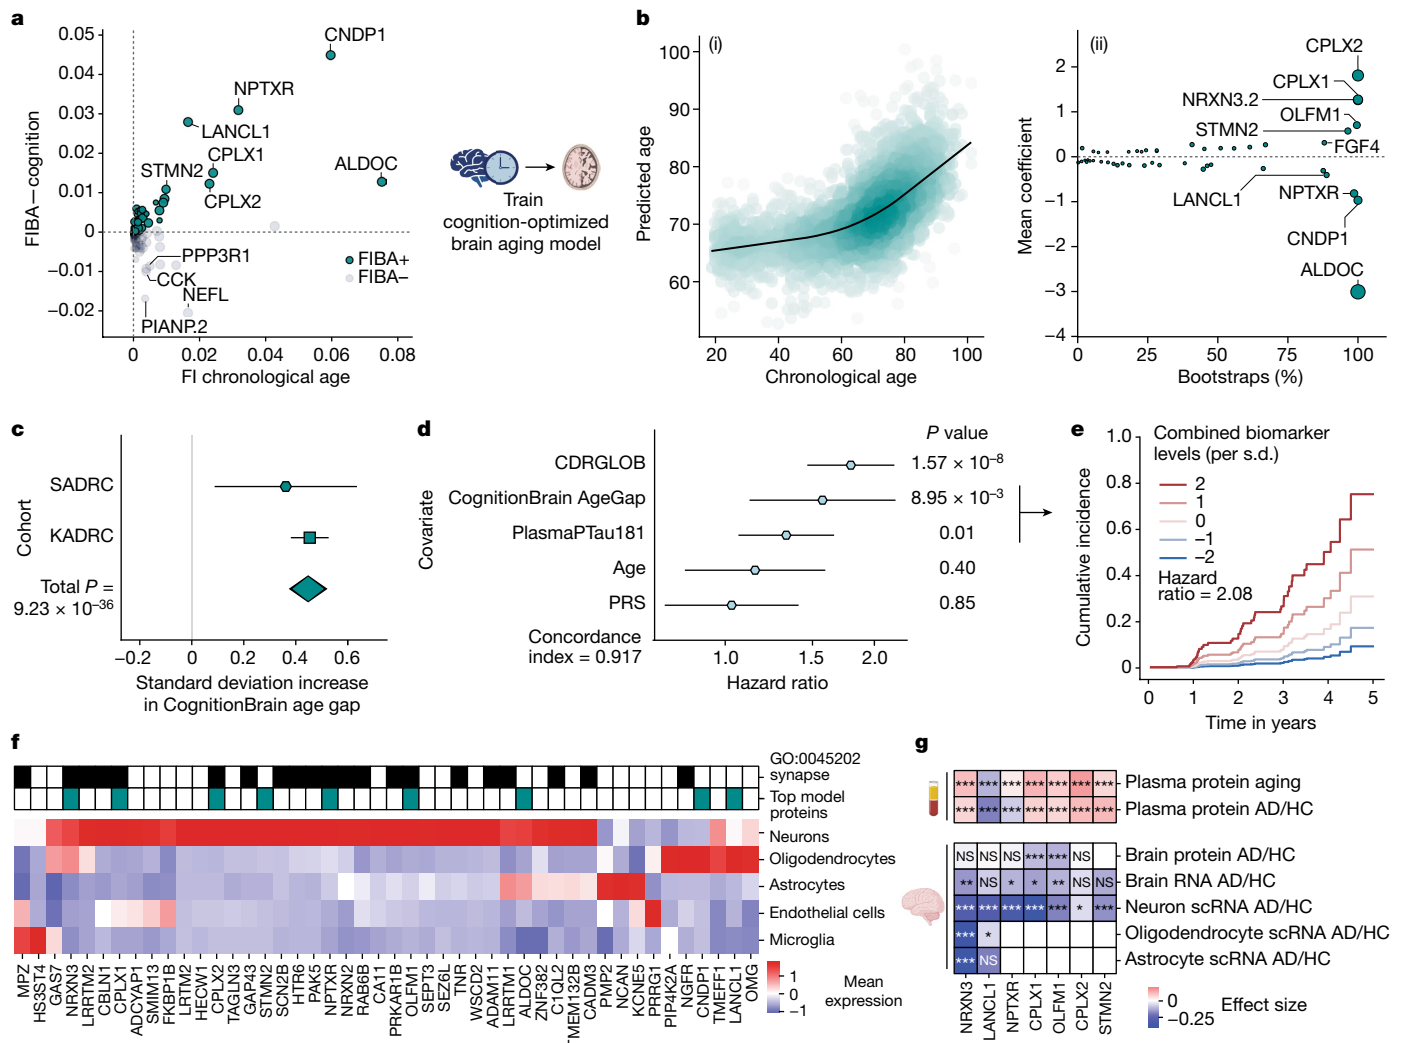 a
CNDP1
NPTXR
LANCL1
CPLX1
STMN2
ALDOC
CPLX2
PPP3R1
CCK
NEFL
PIANP.2
FIBA+
FIBA–
0.05
0.04
0.03
0.02
0.01
0
–0.01
–0.02
FIBA—cognition
0 0.02 0.04 0.06 0.08
FI chronological age
Train
cognition-optimized
brain aging model
b
(i)
100
90
80
70
60
Predicted age
20 40 60 80 100
Chronological age
(ii)
CPLX2
CPLX1
NRXN3.2
OLFM1
STMN2
FGF4
LANCL1
NPTXR
CNDP1
ALDOC
2
1
0
–1
–2
–3
–4
Mean coefficient
0 25 50 75 100
Bootstraps (%)
c
Cohort
SADRC
KADRC
Total P =
9.23 × 10–36
–0.2 0 0.2 0.4 0.6
Standard deviation increase
in CognitionBrain age gap
d
Covariate
P value
CDRGLOB 1.57 × 10–8
CognitionBrain AgeGap 8.95 × 10–3
PlasmaPTau181 0.01
Age 0.40
PRS 0.85
Concordance
index = 0.917
1.0 1.5 2.0
Hazard ratio
e
Combined biomarker
levels (per s.d.)
2
1
0
–1
–2
Hazard
ratio = 2.08
1.0
0.8
0.6
0.4
0.2
0
Cumulative incidence
0 1 2 3 4 5
Time in years
f
GO:0045202
synapse
Top model
proteins
Neurons
Oligodendrocytes
Astrocytes
Endothelial cells
Microglia
MPZ
HS3ST4
GAS7
NRXN3
LRRTM2
CBLN1
CPLX1
ADCYAP1
SMIM13
FKBP1B
LRTM2
HECW1
CPLX2
TAGLN3
GAP43
STMN2
SCN2B
HTR6
PAK5
NPTXR
NRXN2
RAB6B
CA11
PRKAR1B
OLFM1
SEPT3
SEZ6L
TNR
WSCD2
ADAM11
LRRTM1
ALDOC
ZNF382
C1QL2
TMEM132B
CADM3
PMP2
NCAN
KCNE5
PRRG1
PIP4K2A
NGFR
CNDP1
TMEFF1
LANCL1
OMG
1
0
–1
Mean
expression
g
*** *** *** *** *** *** *** Plasma protein aging
*** *** *** *** *** *** *** Plasma protein AD/HC
NS NS NS *** *** NS Brain protein AD/HC
** NS * * ** NS NS Brain RNA AD/HC
*** *** *** *** *** * *** Neuron scRNA AD/HC
*** * Oligodendrocyte scRNA AD/HC
*** NS Astrocyte scRNA AD/HC
NRXN3
LANCL1
NPTXR
CPLX1
OLFM1
CPLX2
STMN2
0
–0.25
Effect size